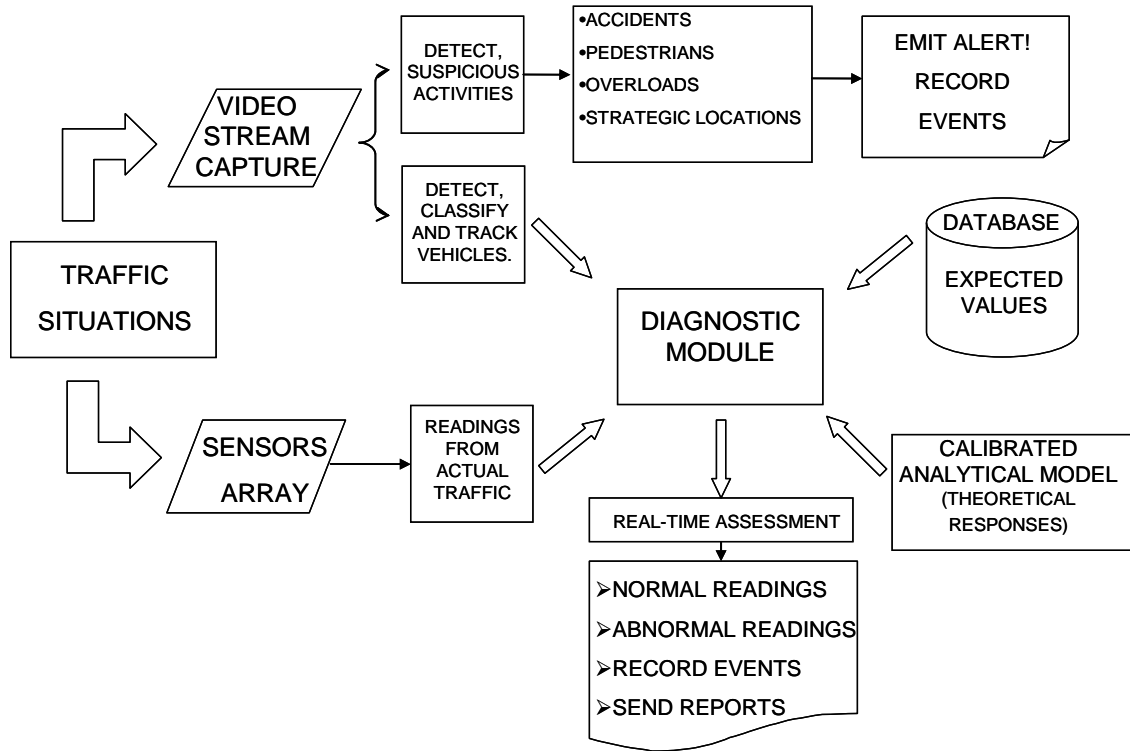 TRAFFIC
SITUATIONS
VIDEO
STREAM
CAPTURE
DETECT,
SUSPICIOUS
ACTIVITIES
•ACCIDENTS
•PEDESTRIANS
•OVERLOADS
•STRATEGIC LOCATIONS
EMIT ALERT!
RECORD
EVENTS
DETECT,
CLASSIFY
AND TRACK
VEHICLES.
DATABASE
EXPECTED
VALUES
DIAGNOSTIC
MODULE
SENSORS
ARRAY
READINGS
FROM
ACTUAL
TRAFFIC
CALIBRATED
ANALYTICAL MODEL
(THEORETICAL
RESPONSES)
REAL-TIME ASSESSMENT
➢NORMAL READINGS
➢ABNORMAL READINGS
➢RECORD EVENTS
➢SEND REPORTS